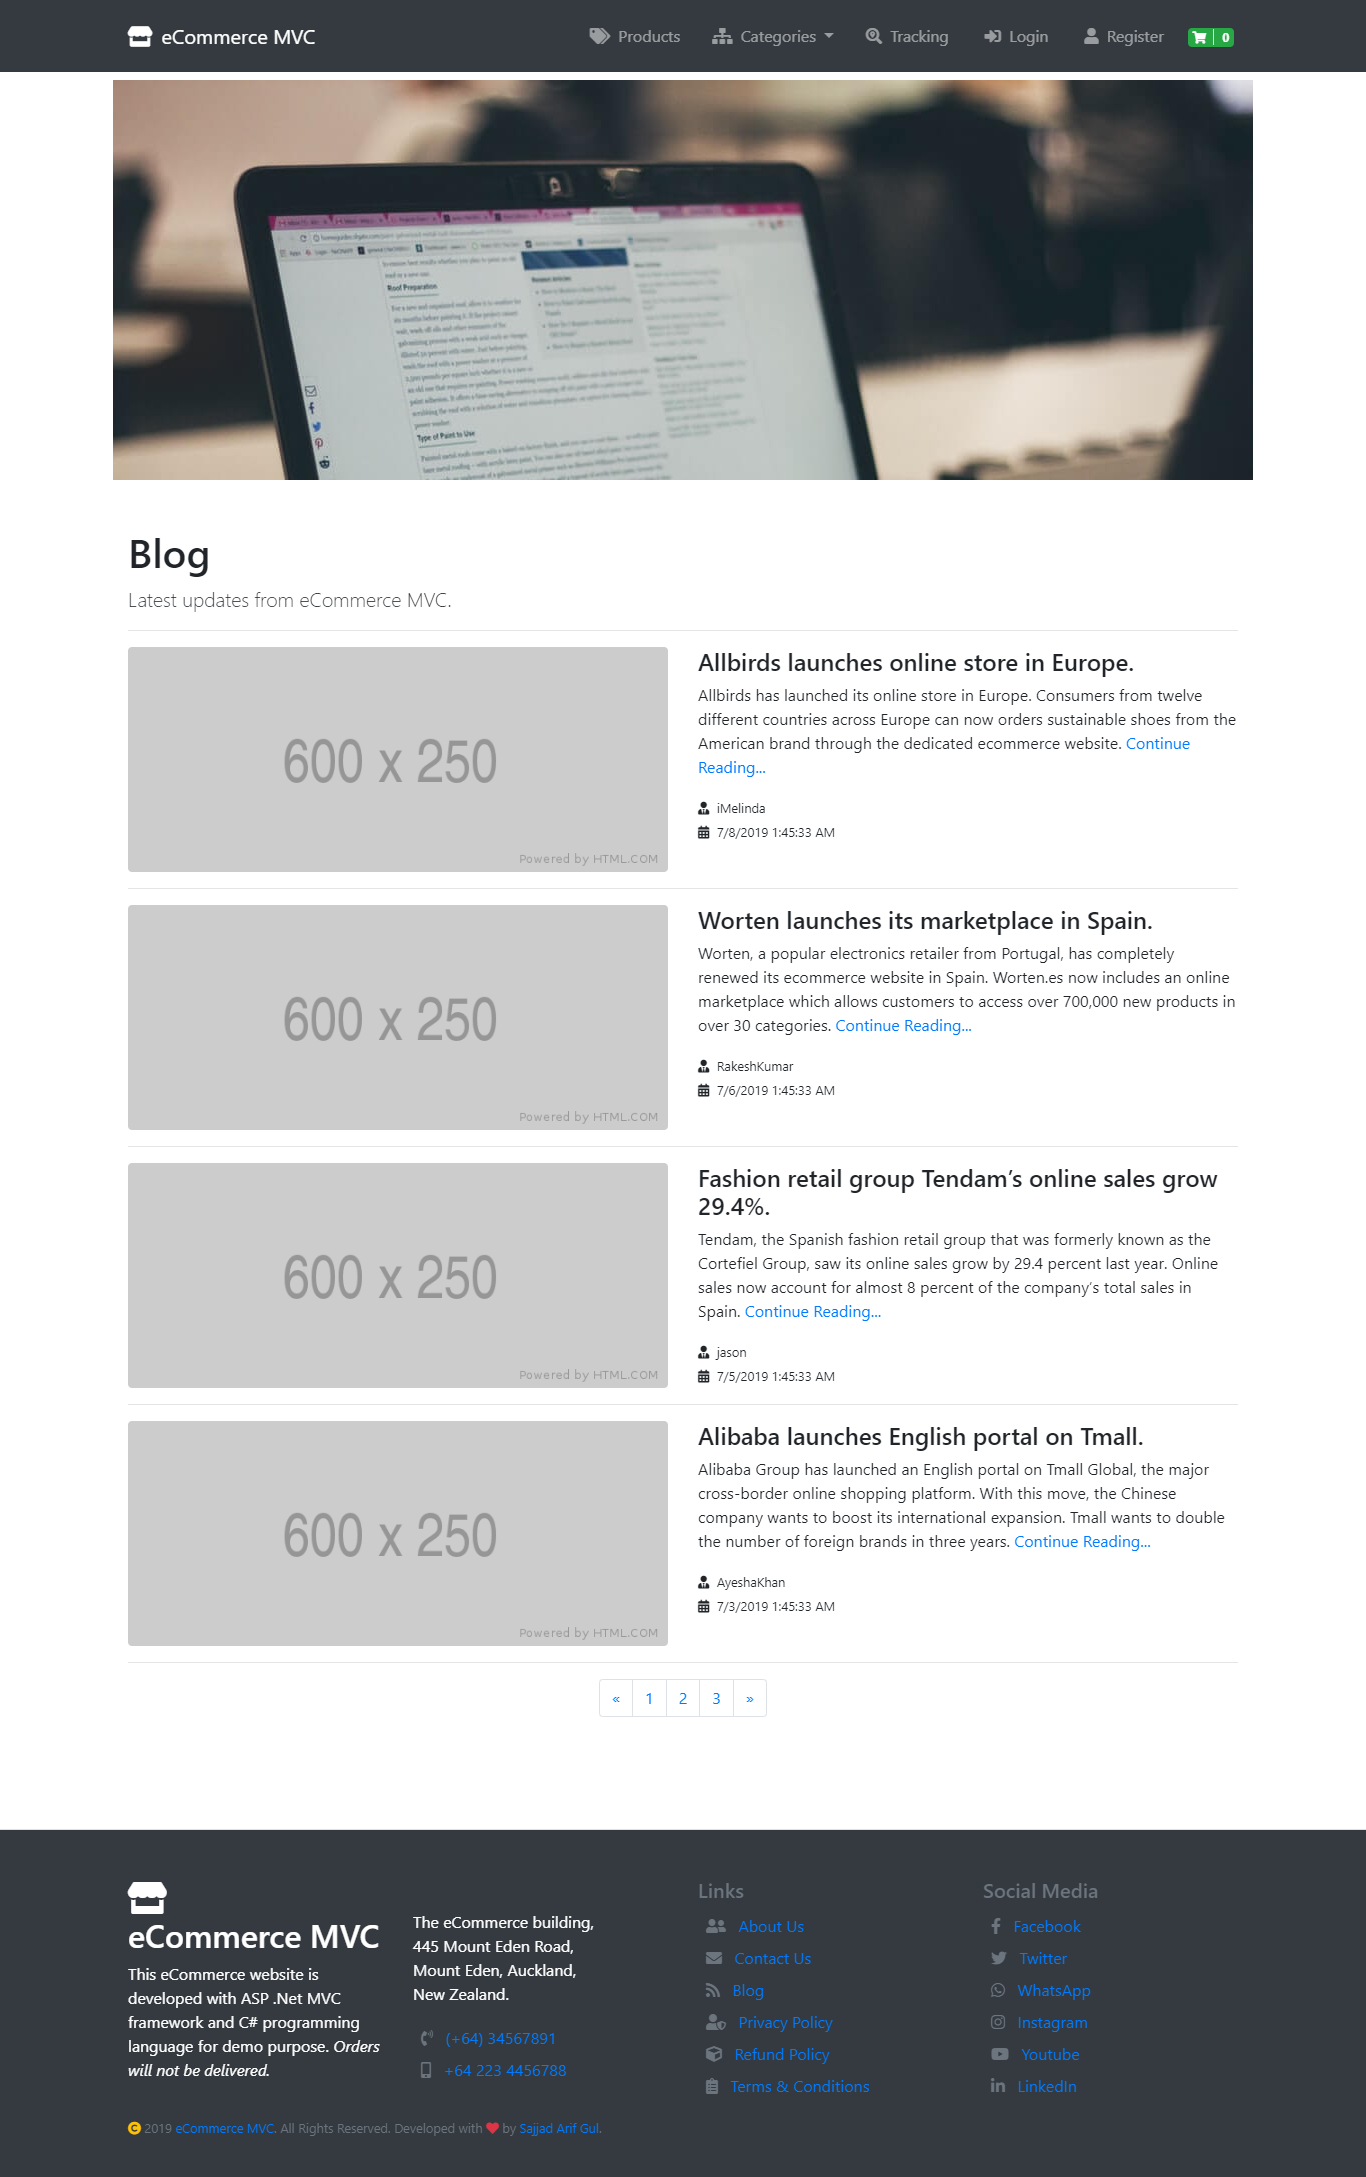 eCommerce MVC
Products
Categories
Tracking
Login
Register
0
Roof Preparation
Type of Paint to Use
Blog
Latest updates from eCommerce MVC.
600 x 250
Powered by HTML.COM
Allbirds launches online store in Europe.
Allbirds has launched its online store in Europe. Consumers from twelve
different countries across Europe can now orders sustainable shoes from the
American brand through the dedicated ecommerce website. Continue
Reading...
iMelinda
7/8/2019 1:45:33 AM
600 x 250
Powered by HTML.COM
Worten launches its marketplace in Spain.
Worten, a popular electronics retailer from Portugal, has completely
renewed its ecommerce website in Spain. Worten.es now includes an online
marketplace which allows customers to access over 700,000 new products in
over 30 categories. Continue Reading...
RakeshKumar
7/6/2019 1:45:33 AM
600 x 250
Powered by HTML.COM
Fashion retail group Tendam’s online sales grow
29.4%.
Tendam, the Spanish fashion retail group that was formerly known as the
Cortefiel Group, saw its online sales grow by 29.4 percent last year. Online
sales now account for almost 8 percent of the company’s total sales in
Spain. Continue Reading...
jason
7/5/2019 1:45:33 AM
600 x 250
Powered by HTML.COM
Alibaba launches English portal on Tmall.
Alibaba Group has launched an English portal on Tmall Global, the major
cross-border online shopping platform. With this move, the Chinese
company wants to boost its international expansion. Tmall wants to double
the number of foreign brands in three years. Continue Reading...
AyeshaKhan
7/3/2019 1:45:33 AM
« 1 2 3 »
eCommerce MVC
This eCommerce website is
developed with ASP .Net MVC
framework and C# programming
language for demo purpose. Orders
will not be delivered.
The eCommerce building,
445 Mount Eden Road,
Mount Eden, Auckland,
New Zealand.
(+64) 34567891
+64 223 4456788
Links
About Us
Contact Us
Blog
Privacy Policy
Refund Policy
Terms & Conditions
Social Media
Facebook
Twitter
WhatsApp
Instagram
Youtube
LinkedIn
© 2019 eCommerce MVC. All Rights Reserved. Developed with ❤ by Sajjad Arif Gul.